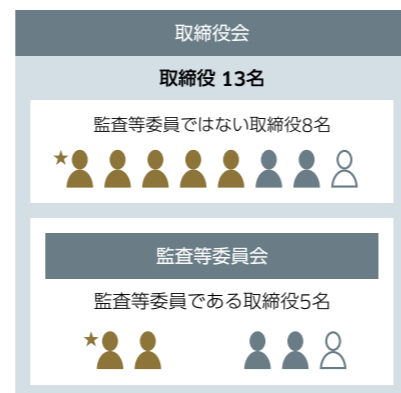 取締役会
取締役 13名
監査等委員ではない取締役8名
★
監査等委員会
監査等委員である取締役5名
★